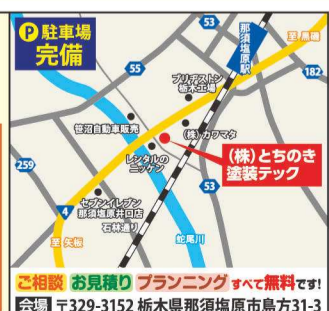 P 駐車場
完備
53
那須塩原駅
至 黒磯
182
55
ブリヂストン
栃木工場
笹沼自動車販売
(株)カワマタ
レンタルの
ニッケン
(株)とちのき
塗装テック
259
53
セブンイレブン
那須塩原井口店
石林通り
4
至 矢板
蛇尾川
ご相談 お見積り プランニング すべて無料です!
会場 〒329-3152 栃木県那須塩原市島方31-3